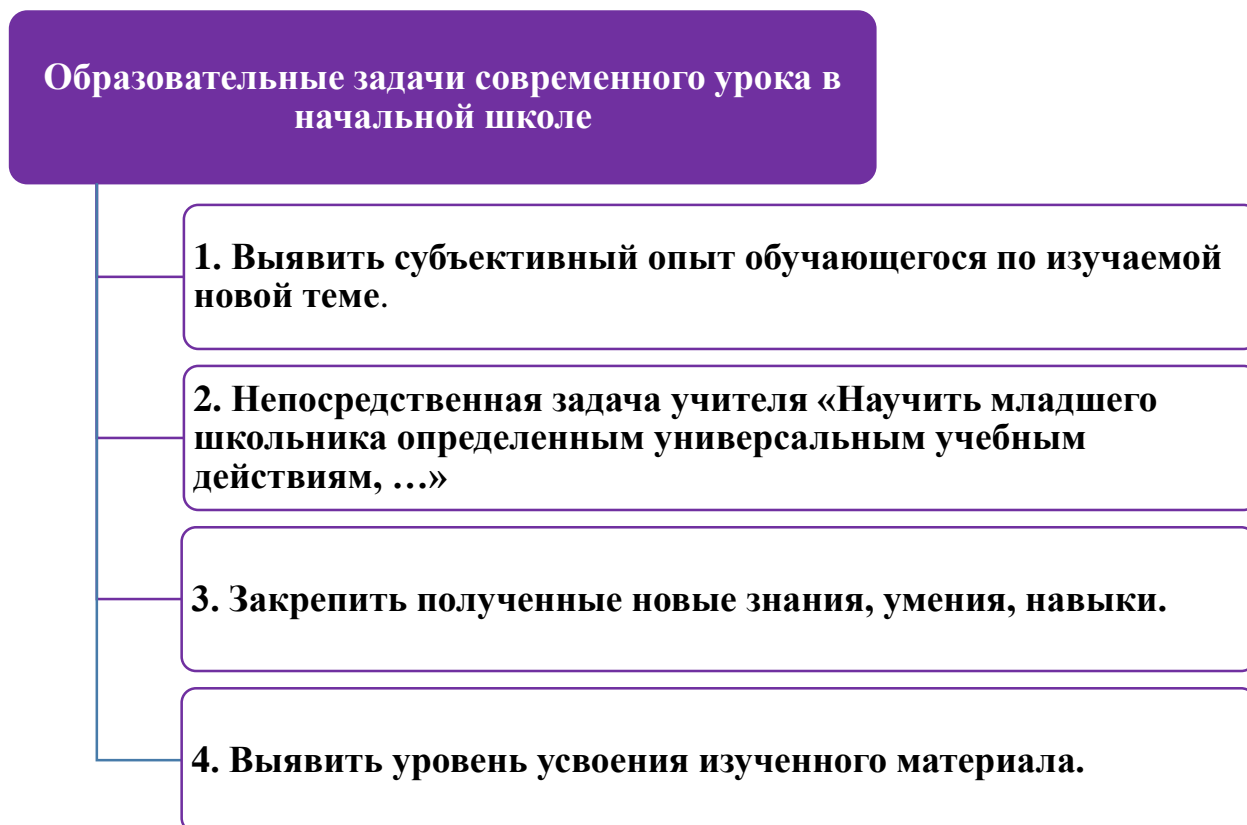 Образовательные задачи современного урока в
начальной школе
1. Выявить субъективный опыт обучающегося по изучаемой
новой теме.
2. Непосредственная задача учителя «Научить младшего
школьника определенным универсальным учебным
действиям, …»
3. Закрепить полученные новые знания, умения, навыки.
4. Выявить уровень усвоения изученного материала.